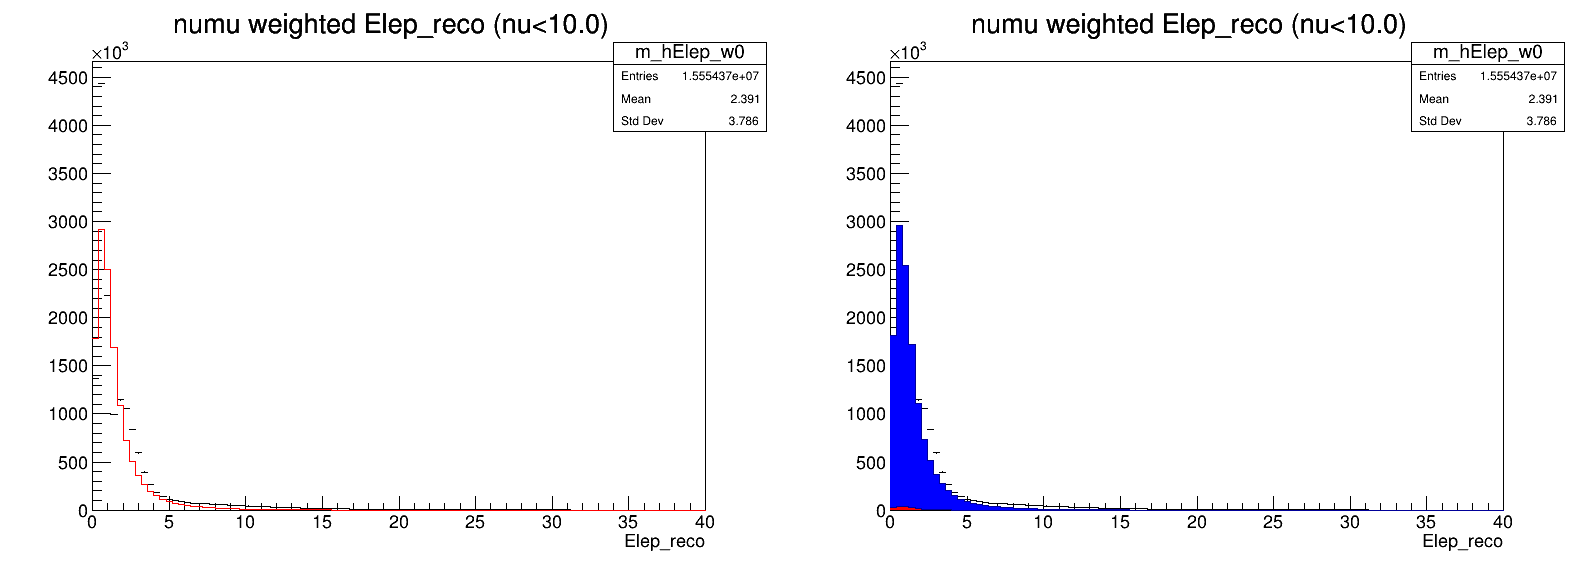 numu weighted Elep_reco (nu<10.0)
×10³
m_hElep_w0
Entries 1.555437e+07
Mean 2.391
Std Dev 3.786
4500
4000
3500
3000
2500
2000
1500
1000
500
0
0 5 10 15 20 25 30 35 40
Elep_reco
numu weighted Elep_reco (nu<10.0)
×10³
m_hElep_w0
Entries 1.555437e+07
Mean 2.391
Std Dev 3.786
4500
4000
3500
3000
2500
2000
1500
1000
500
0
0 5 10 15 20 25 30 35 40
Elep_reco